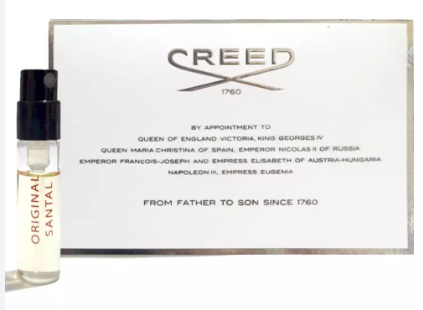 CREED
1760
BY APPOINTMENT TO
QUEEN OF ENGLAND VICTORIA, KING GEORGES IV
QUEEN MARIA CHRISTINA OF SPAIN, EMPEROR NICOLAS II OF RUSSIA
EMPEROR FRANÇOIS-JOSEPH AND EMPRESS ELISABETH OF AUSTRIA-HUNGARIA
NAPOLEON III, EMPRESS EUGENIA
FROM FATHER TO SON SINCE 1760
ORIGINAL
SANTAL